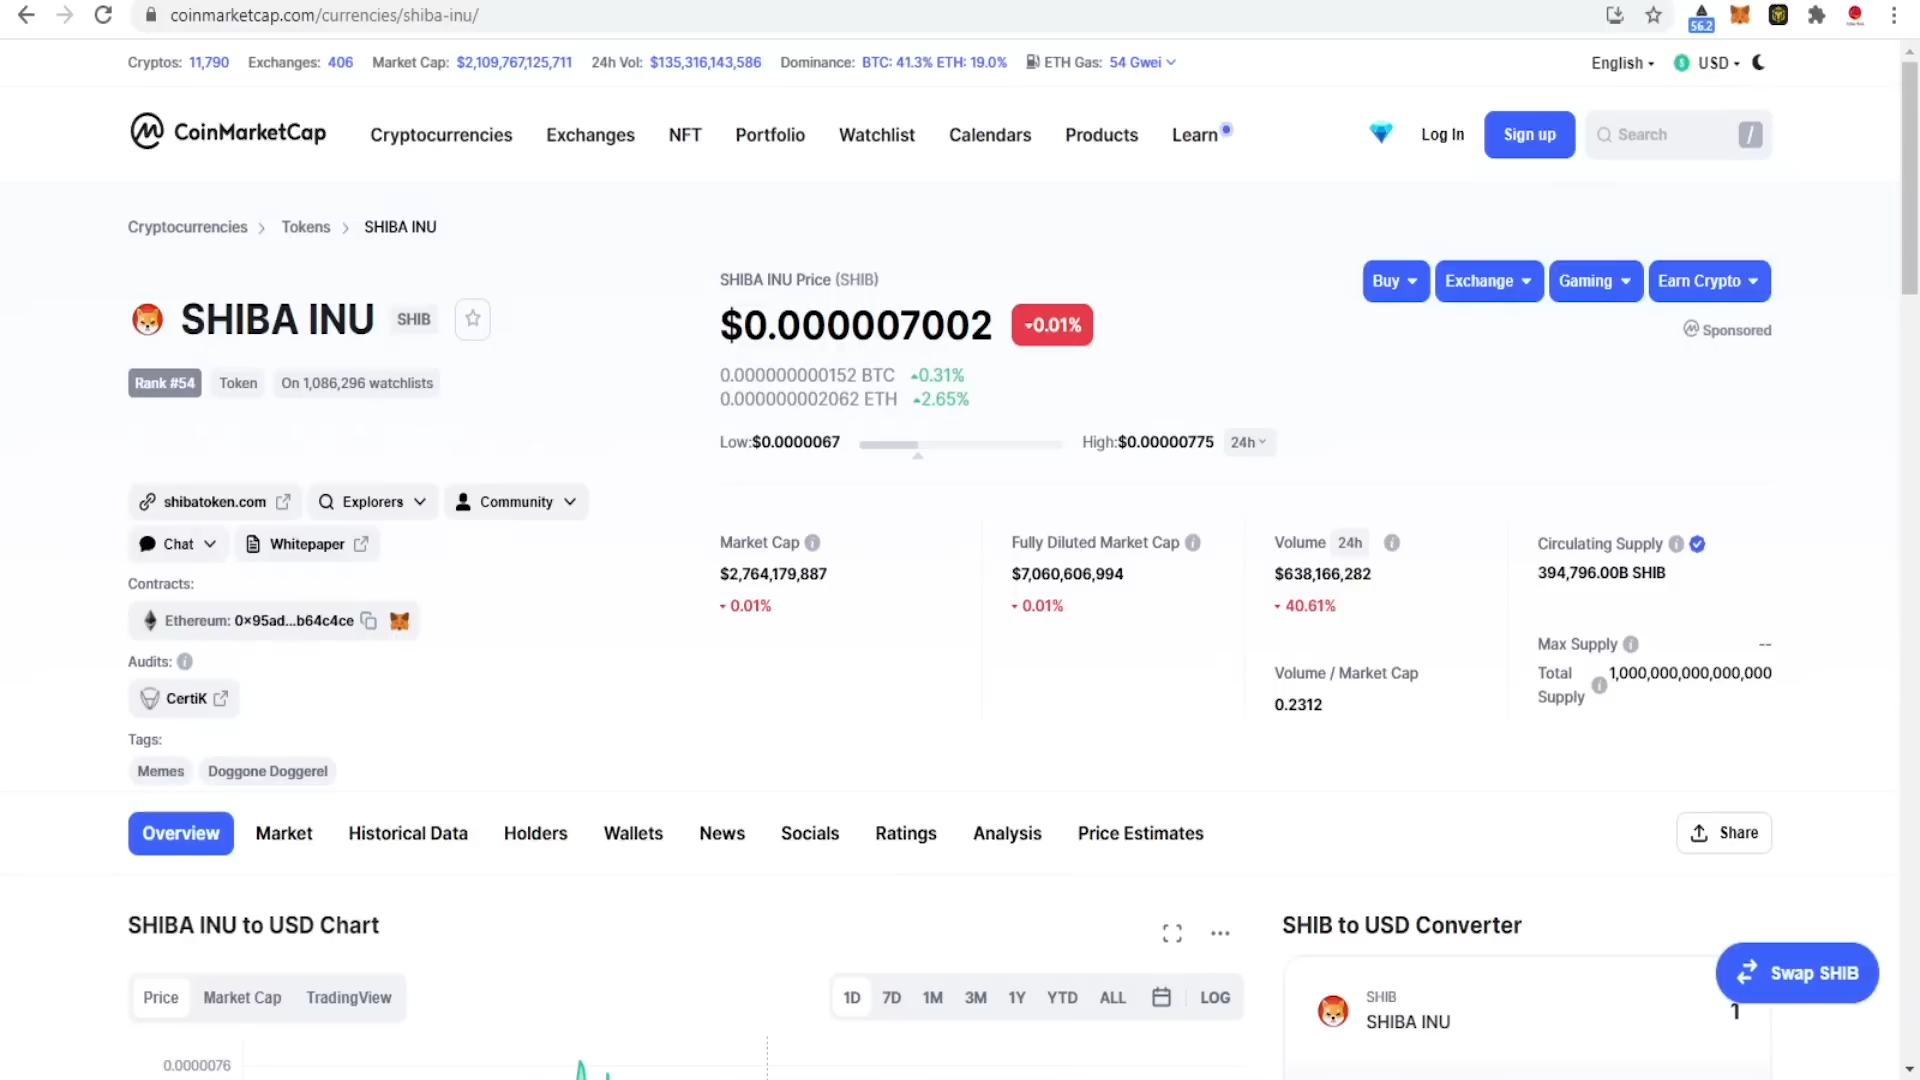 coinmarketcap.com/currencies/shiba-inu/
56.2
Cryptos: 11,790 Exchanges: 406 Market Cap: $2,109,767,125,711 24h Vol: $135,316,143,586 Dominance: BTC: 41.3% ETH: 19.0% ETH Gas: 54 Gwei English USD
CoinMarketCap Cryptocurrencies Exchanges NFT Portfolio Watchlist Calendars Products Learn Log In Sign up Search /
Cryptocurrencies > Tokens > SHIBA INU
SHIBA INU Price (SHIB)
Buy Exchange Gaming Earn Crypto
SHIBA INU SHIB
$0.000007002 -0.01%
Sponsored
Rank #54 Token On 1,086,296 watchlists
0.000000000152 BTC 0.31%
0.000000002062 ETH 2.65%
Low:$0.0000067 High:$0.00000775 24h
shibatoken.com Explorers Community
Chat Whitepaper
Market Cap Fully Diluted Market Cap Volume 24h Circulating Supply
$2,764,179,887 $7,060,606,994 $638,166,282 394,796.00B SHIB
0.01% 0.01% 40.61%
Contracts:
Ethereum: 0x95ad...b64c4ce
Max Supply --
Audits:
Volume / Market Cap
Total Supply 1,000,000,000,000,000
CertiK
0.2312
Tags:
Memes Doggone Doggerel
Overview Market Historical Data Holders Wallets News Socials Ratings Analysis Price Estimates Share
SHIBA INU to USD Chart
SHIB to USD Converter
Swap SHIB
Price Market Cap TradingView 1D 7D 1M 3M 1Y YTD ALL LOG
SHIB
SHIBA INU
1
0.0000076